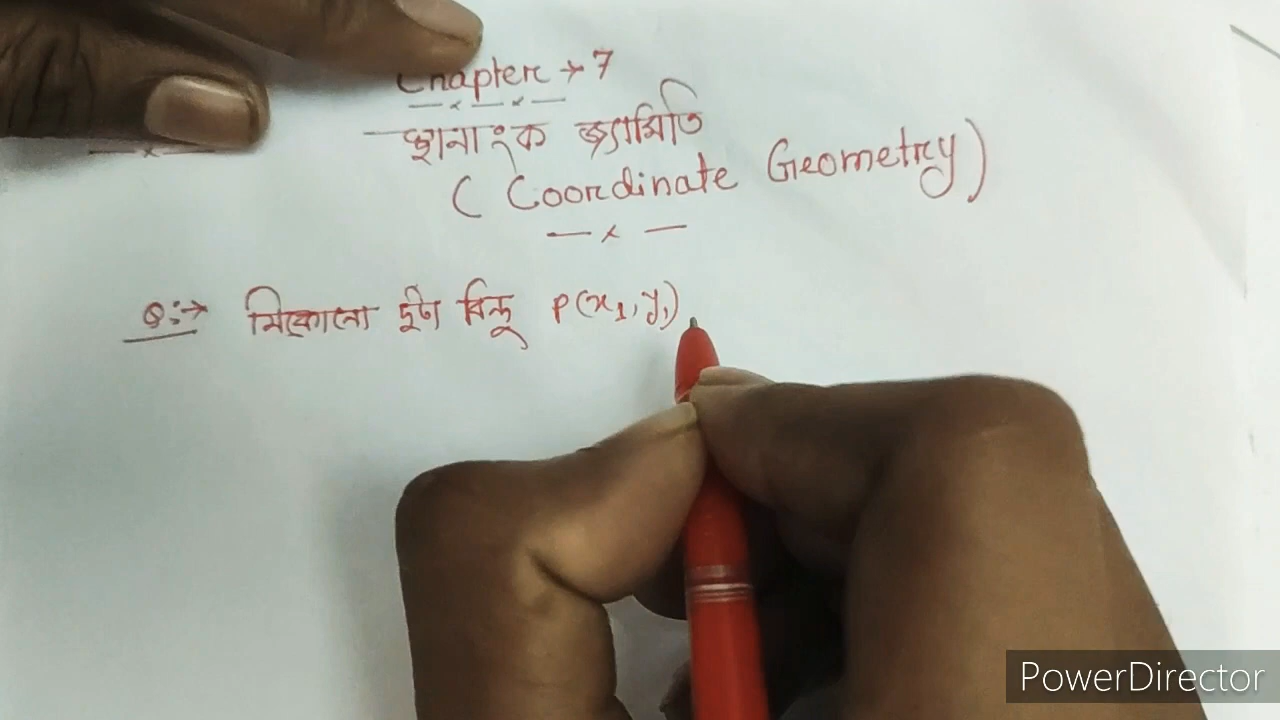 Chapter → 7
স্থানাংক জ্যামিতি
(Coordinate Geometry)
যিকোনো দুটা বিন্দু P(x₁, y₁)
PowerDirector